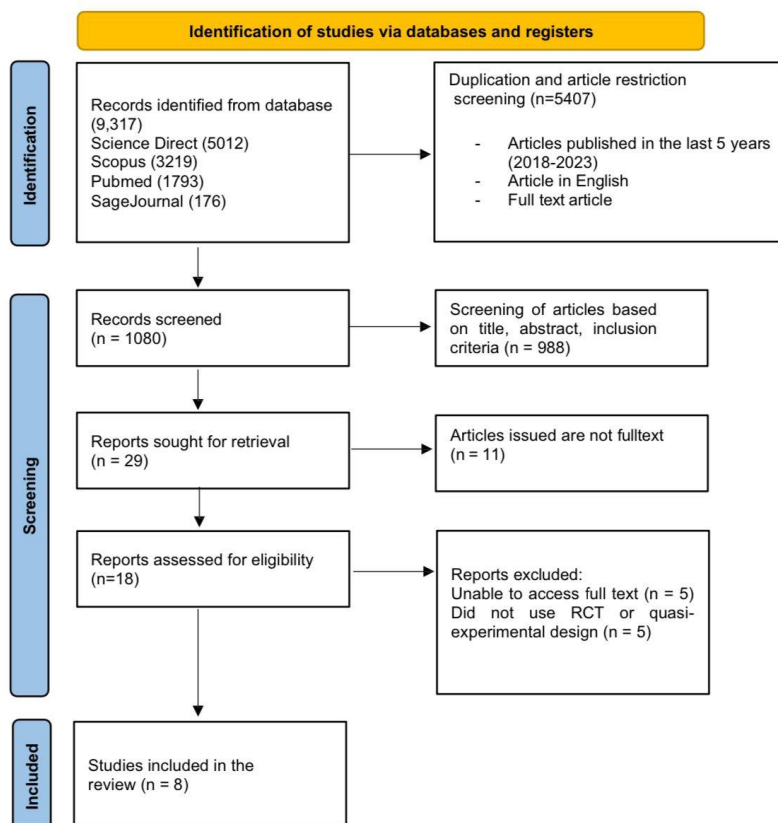 Identification of studies via databases and registers
Identification
Records identified from database
(9,317)
Science Direct (5012)
Scopus (3219)
Pubmed (1793)
SageJournal (176)
Duplication and article restriction
screening (n=5407)
- Articles published in the last 5 years
(2018-2023)
- Article in English
- Full text article
Screening
Records screened
(n = 1080)
Screening of articles based
on title, abstract, inclusion
criteria (n = 988)
Reports sought for retrieval
(n = 29)
Articles issued are not fulltext
(n = 11)
Reports assessed for eligibility
(n=18)
Reports excluded:
Unable to access full text (n = 5)
Did not use RCT or quasi-
experimental design (n = 5)
Included
Studies included in the
review (n = 8)